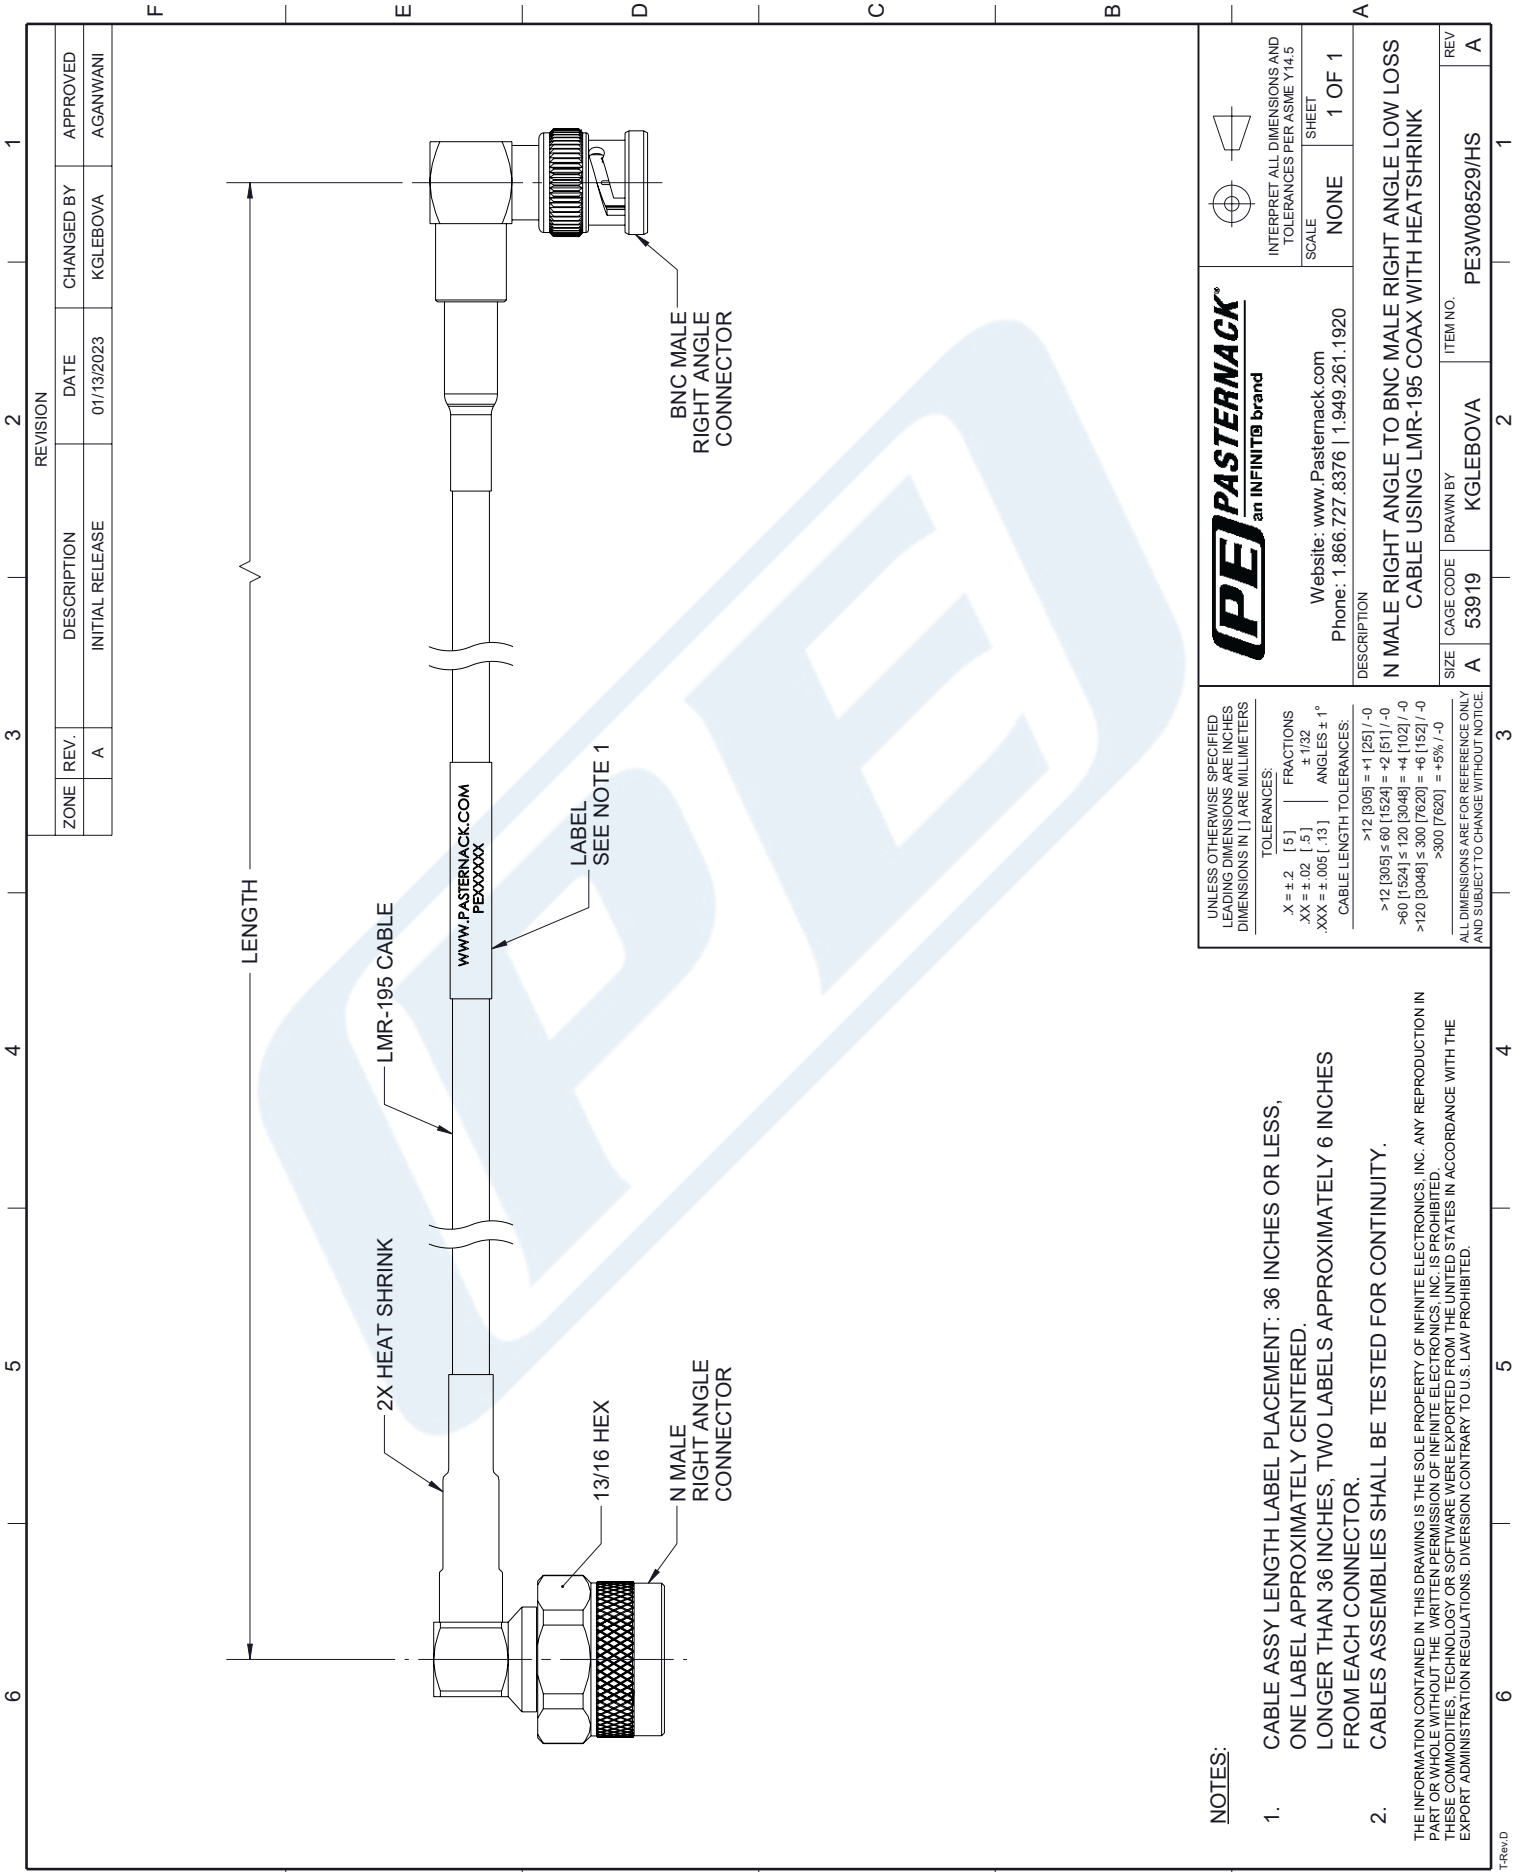 6
5
4
3
2
1
F
E
D
C
B
A
REVISION
ZONE
REV.
DESCRIPTION
DATE
CHANGED BY
APPROVED
A
INITIAL RELEASE
01/13/2023
KGLEBOVA
AGANWANI
LENGTH
2X HEAT SHRINK
LMR-195 CABLE
WWW.PASTERNACK.COM
PEXXXXXX
LABEL
SEE NOTE 1
13/16 HEX
N MALE
RIGHT ANGLE
CONNECTOR
BNC MALE
RIGHT ANGLE
CONNECTOR
NOTES:
1. CABLE ASSY LENGTH LABEL PLACEMENT: 36 INCHES OR LESS,
ONE LABEL APPROXIMATELY CENTERED.
LONGER THAN 36 INCHES, TWO LABELS APPROXIMATELY 6 INCHES
FROM EACH CONNECTOR.
2. CABLES ASSEMBLIES SHALL BE TESTED FOR CONTINUITY.
THE INFORMATION CONTAINED IN THIS DRAWING IS THE SOLE PROPERTY OF INFINITE ELECTRONICS, INC. ANY REPRODUCTION IN
PART OR WHOLE WITHOUT THE WRITTEN PERMISSION OF INFINITE ELECTRONICS, INC. IS PROHIBITED.
THESE COMMODITIES, TECHNOLOGY OR SOFTWARE WERE EXPORTED FROM THE UNITED STATES IN ACCORDANCE WITH THE
EXPORT ADMINISTRATION REGULATIONS. DIVERSION CONTRARY TO U.S. LAW PROHIBITED.
UNLESS OTHERWISE SPECIFIED
LEADING DIMENSIONS ARE INCHES
DIMENSIONS IN [ ] ARE MILLIMETERS
TOLERANCES:
.X = ± .2 [ 5 ] FRACTIONS
.XX = ± .02 [ .5 ] ± 1/32
.XXX = ± .005 [ .13 ] ANGLES ± 1°
CABLE LENGTH TOLERANCES:
>12 [305] = +1 [25] / -0
>12 [305] ≤ 60 [1524] = +2 [51] / -0
>60 [1524] ≤ 120 [3048] = +4 [102] / -0
>120 [3048] ≤ 300 [7620] = +6 [152] / -0
>300 [7620] = +5% / -0
ALL DIMENSIONS ARE FOR REFERENCE ONLY
AND SUBJECT TO CHANGE WITHOUT NOTICE.
PE PASTERNACK®
an INFINITE brand
Website: www.Pasternack.com
Phone: 1.866.727.8376 | 1.949.261.1920
INTERPRET ALL DIMENSIONS AND
TOLERANCES PER ASME Y14.5
SCALE
NONE
SHEET
1 OF 1
DESCRIPTION
N MALE RIGHT ANGLE TO BNC MALE RIGHT ANGLE LOW LOSS
CABLE USING LMR-195 COAX WITH HEATSHRINK
SIZE
A
CAGE CODE
53919
DRAWN BY
KGLEBOVA
ITEM NO.
PE3W08529/HS
REV
A
6
5
4
3
2
1
T-Rev.D
PE